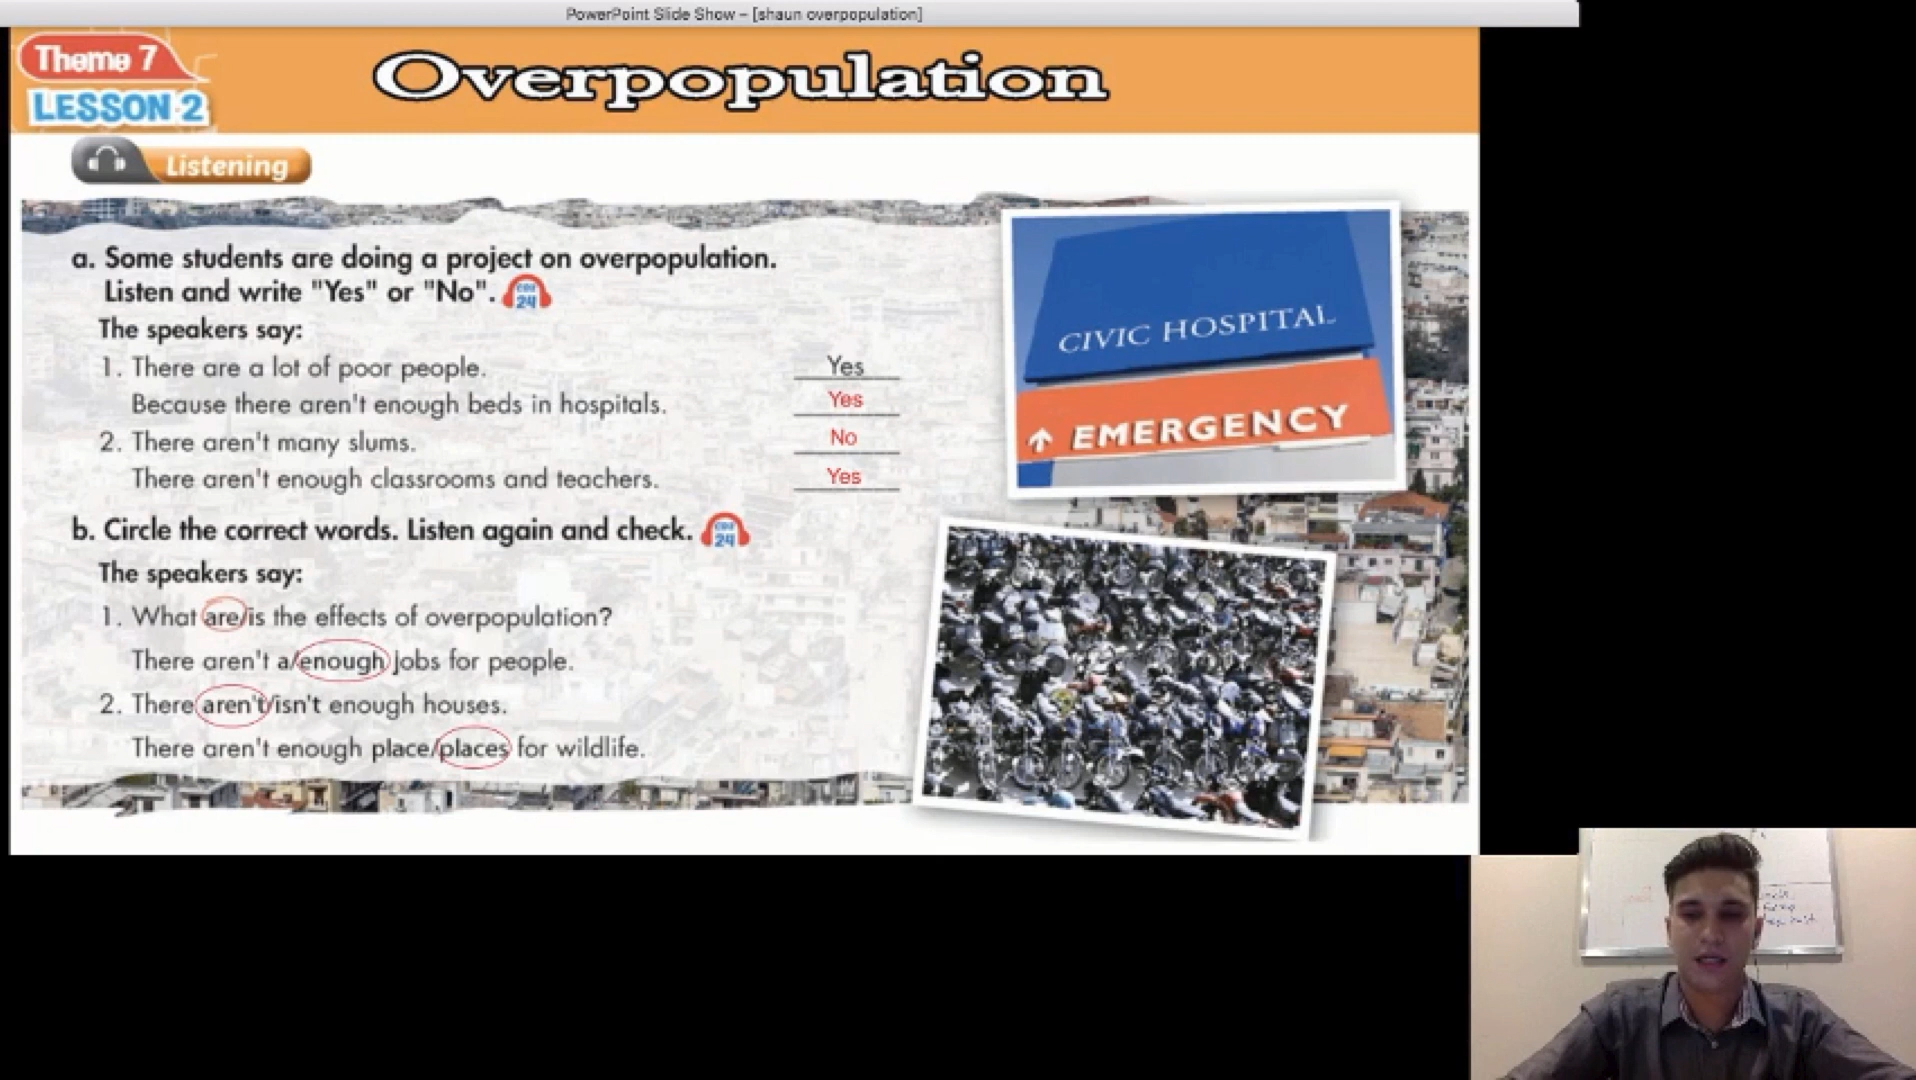 PowerPoint Slide Show – [shaun overpopulation]
Theme 7
LESSON 2
Overpopulation
Listening
a. Some students are doing a project on overpopulation.
Listen and write "Yes" or "No". 24
The speakers say:
1. There are a lot of poor people. Yes
Because there aren't enough beds in hospitals. Yes
2. There aren't many slums. No
There aren't enough classrooms and teachers. Yes
b. Circle the correct words. Listen again and check. 24
The speakers say:
1. What are/is the effects of overpopulation?
There aren't a/enough jobs for people.
2. There aren't/isn't enough houses.
There aren't enough place/places for wildlife.
CIVIC HOSPITAL
EMERGENCY